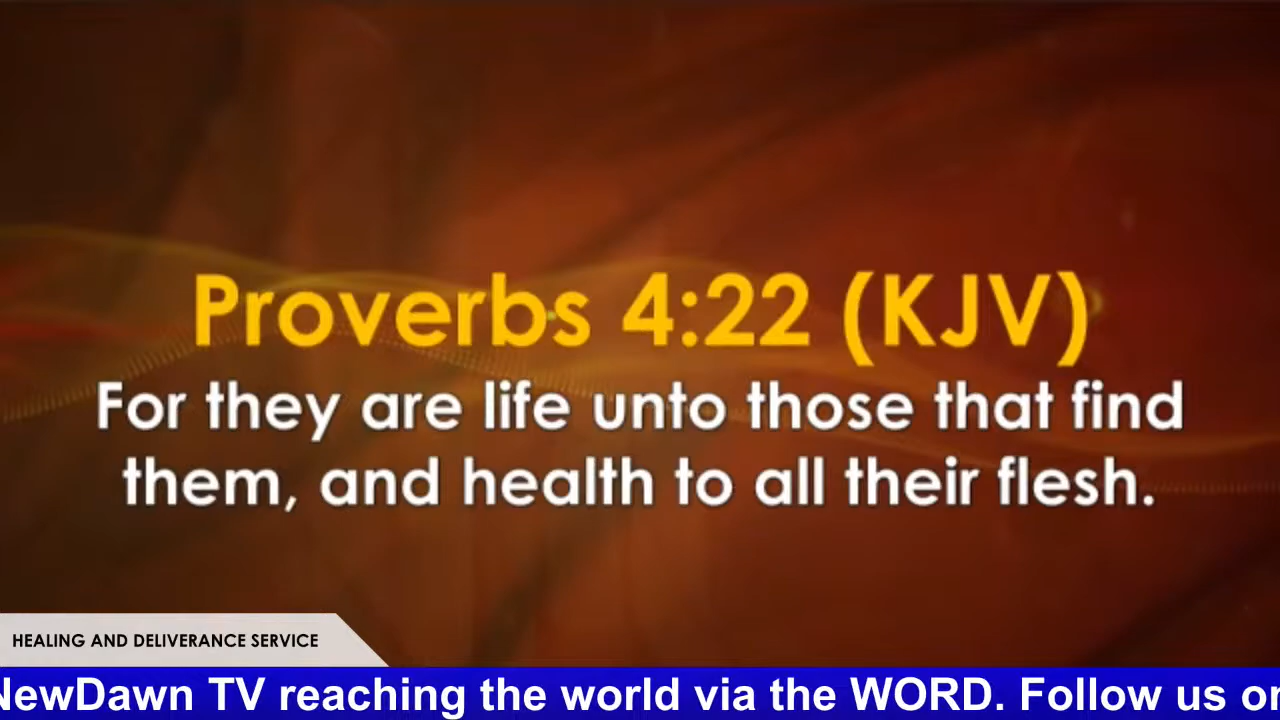 Proverbs 4:22 (KJV)
For they are life unto those that find
them, and health to all their flesh.
HEALING AND DELIVERANCE SERVICE
NewDawn TV reaching the world via the WORD. Follow us on